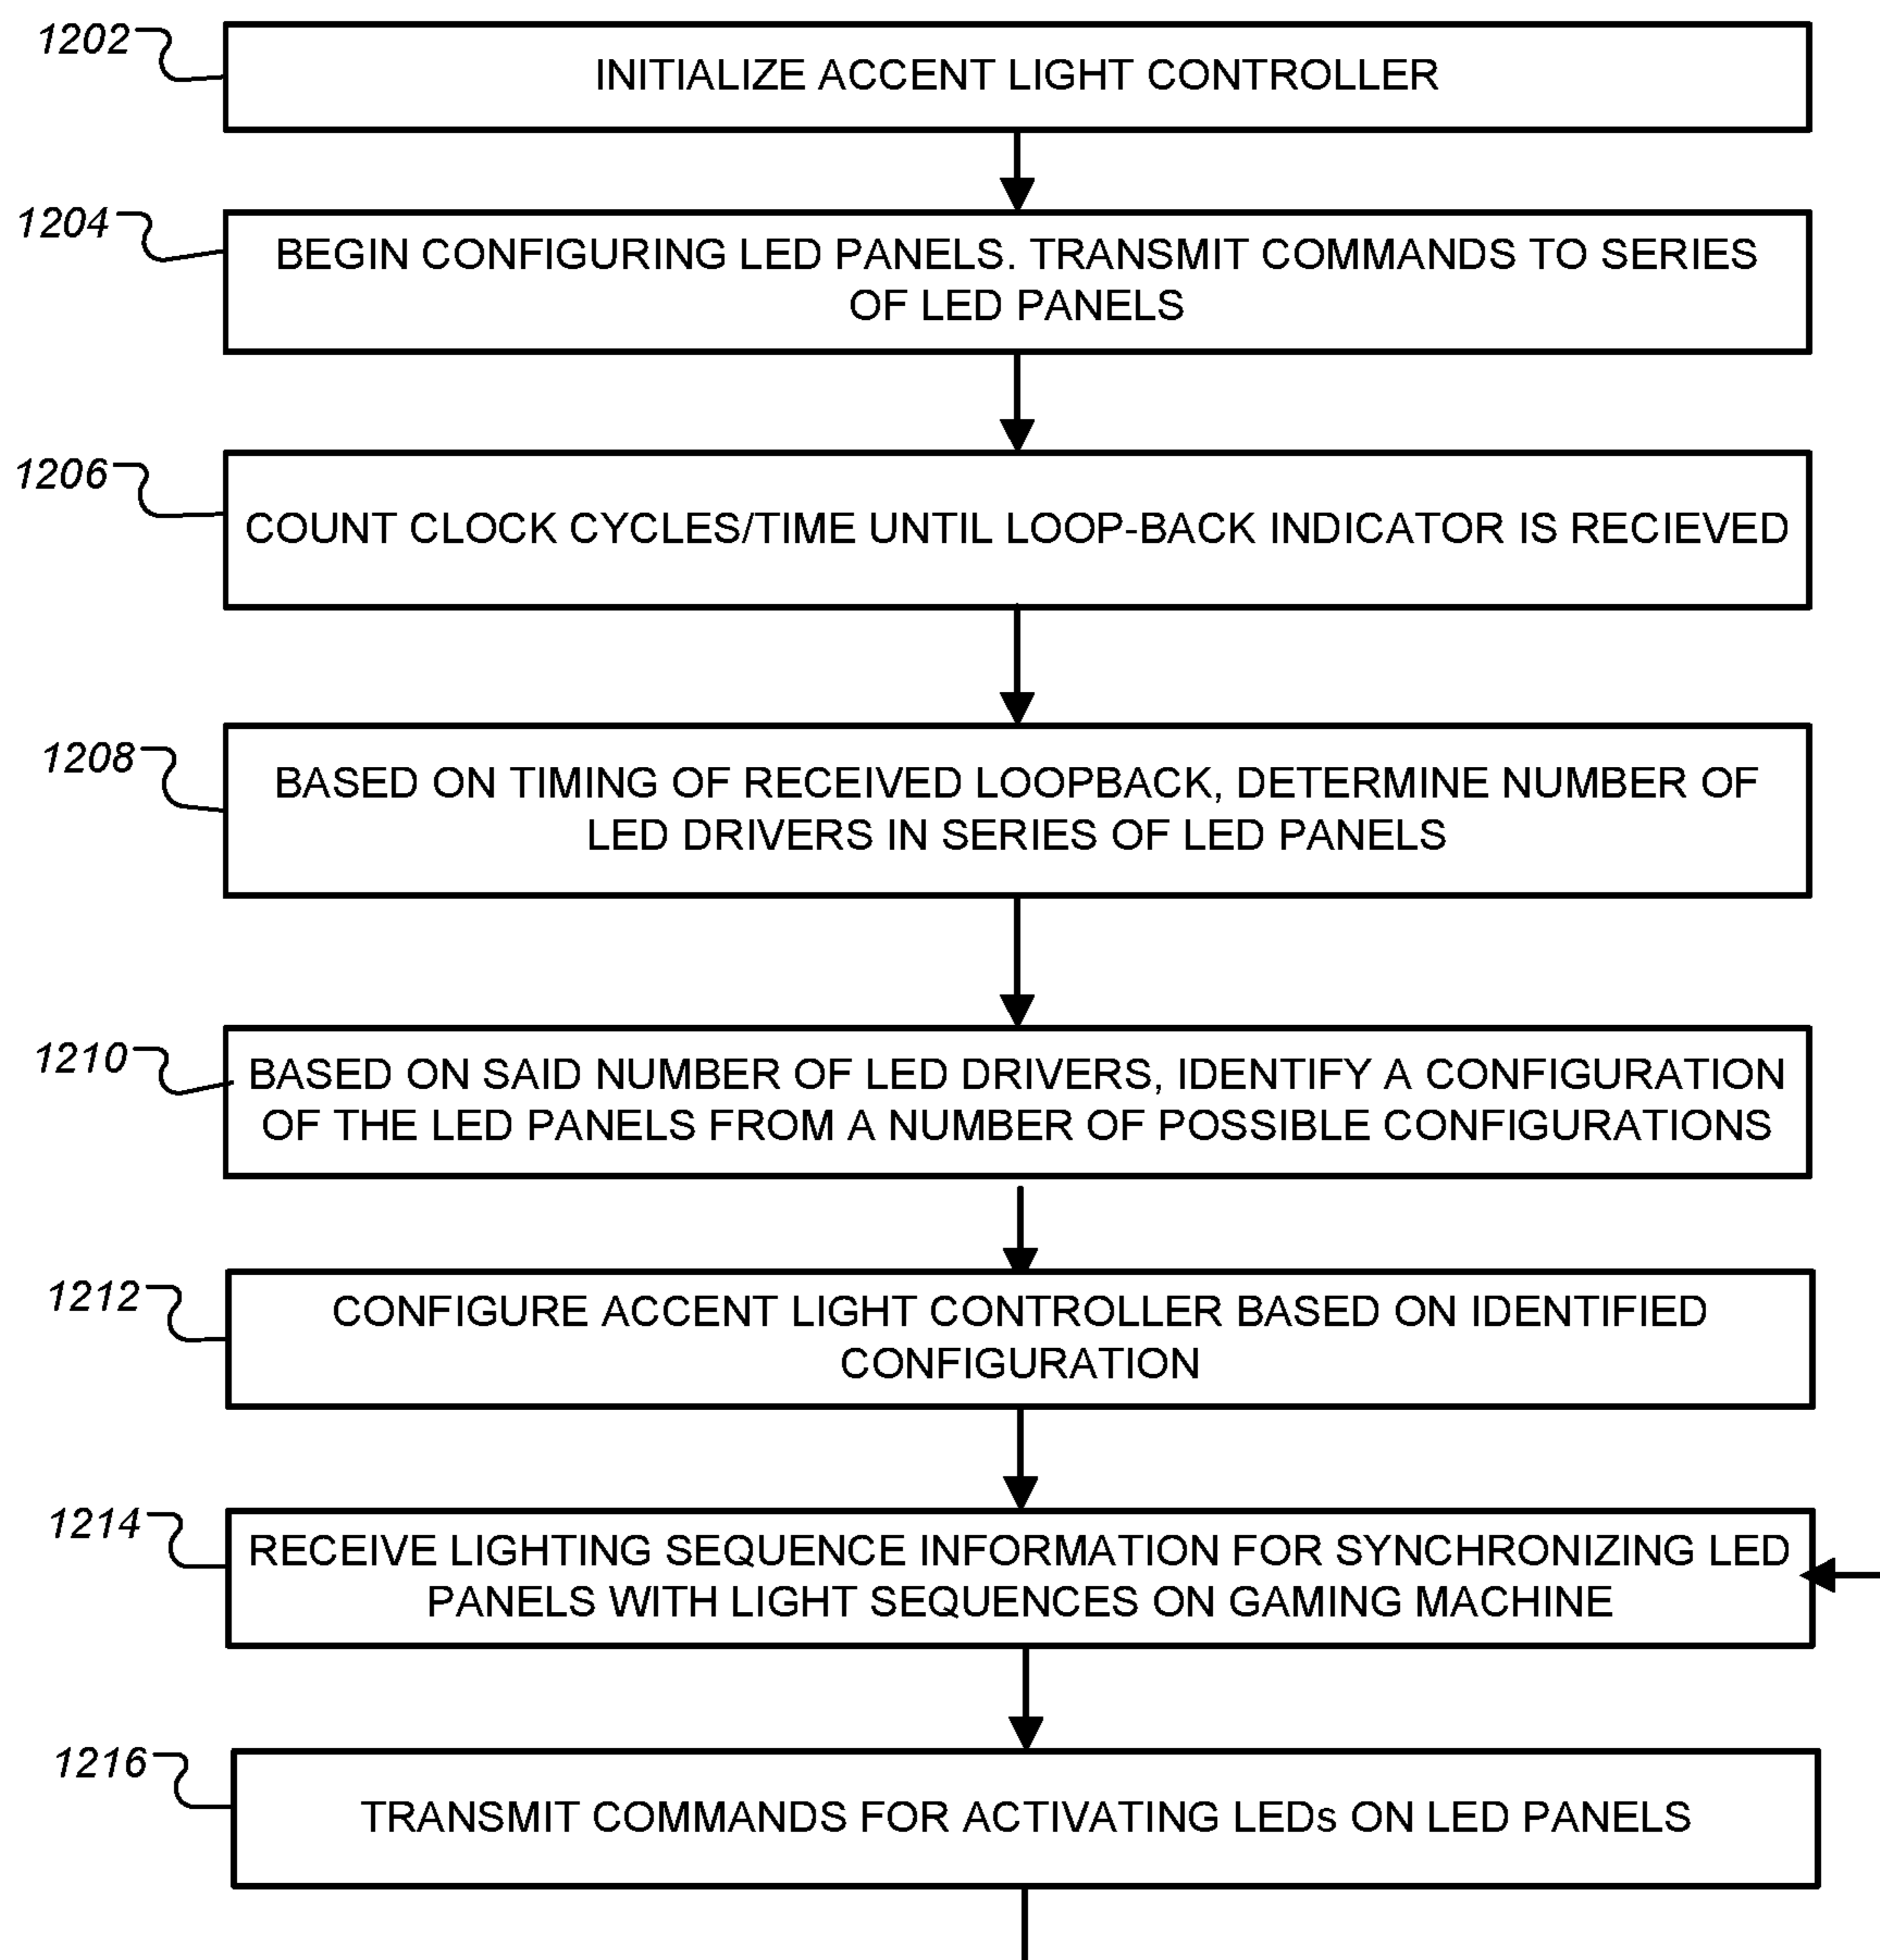 1202
INITIALIZE ACCENT LIGHT CONTROLLER
1204
BEGIN CONFIGURING LED PANELS. TRANSMIT COMMANDS TO SERIES
OF LED PANELS
1206
COUNT CLOCK CYCLES/TIME UNTIL LOOP-BACK INDICATOR IS RECIEVED
1208
BASED ON TIMING OF RECEIVED LOOPBACK, DETERMINE NUMBER OF
LED DRIVERS IN SERIES OF LED PANELS
1210
BASED ON SAID NUMBER OF LED DRIVERS, IDENTIFY A CONFIGURATION
OF THE LED PANELS FROM A NUMBER OF POSSIBLE CONFIGURATIONS
1212
CONFIGURE ACCENT LIGHT CONTROLLER BASED ON IDENTIFIED
CONFIGURATION
1214
RECEIVE LIGHTING SEQUENCE INFORMATION FOR SYNCHRONIZING LED
PANELS WITH LIGHT SEQUENCES ON GAMING MACHINE
1216
TRANSMIT COMMANDS FOR ACTIVATING LEDs ON LED PANELS